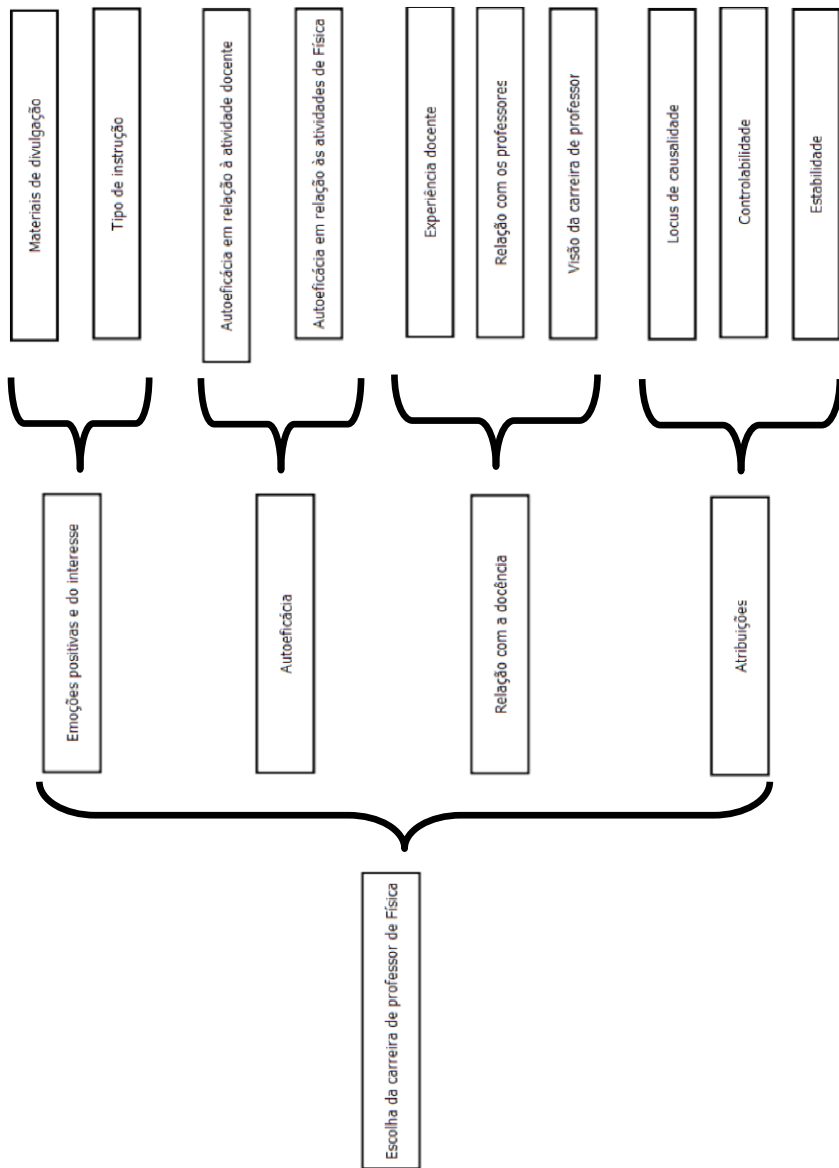 Escolha da carreira de professor de Física
Emoções positivas e do interesse
Materiais de divulgação
Tipo de instrução
Autoeficácia
Autoeficácia em relação à atividade docente
Autoeficácia em relação às atividades de Física
Relação com a docência
Experiência docente
Relação com os professores
Visão da carreira de professor
Atribuições
Locus de causalidade
Controlabilidade
Estabilidade